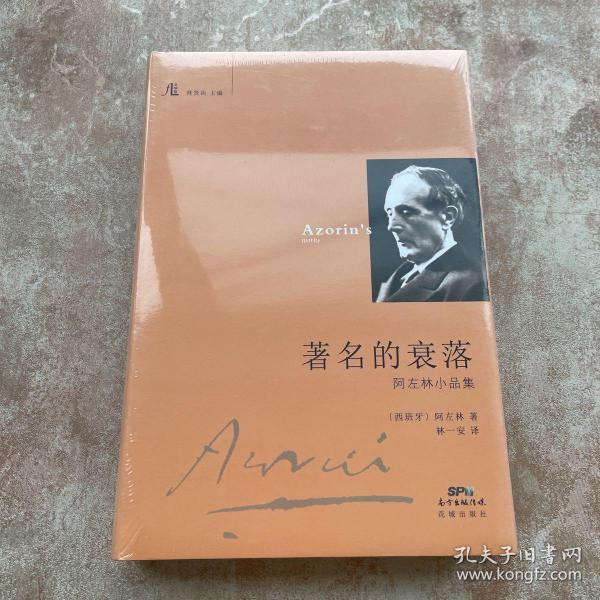 林贤治 主编
Azorin's
works
著名的衰落
阿左林小品集
（西班牙）阿左林 著
林一安 译
Azorín
SPM
南方出版传媒
花城出版社
孔夫子旧书网
www.kongfz.com